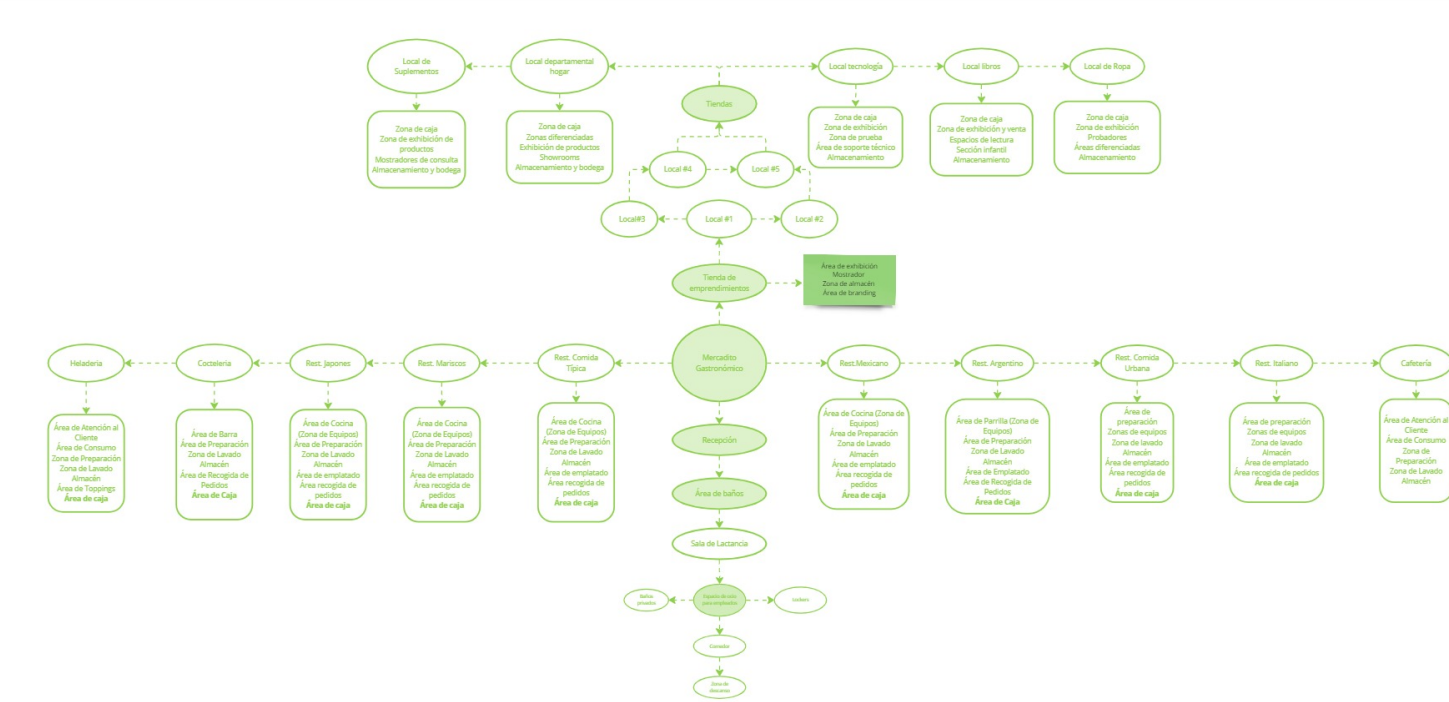 Local de
Suplementos
Local departamental
hogar
Local tecnología
Local libros
Local de Ropa
Tiendas
Zona de caja
Zona de exhibición de
productos
Mostradores de consulta
Almacenamiento y bodega
Zona de caja
Zonas diferenciadas
Exhibición de productos
Showrooms
Almacenamiento y bodega
Zona de caja
Zona de exhibición
Zona de prueba
Área de soporte técnico
Almacenamiento
Zona de caja
Zona de exhibición y venta
Espacios de lectura
Sección infantil
Almacenamiento
Zona de caja
Zona de exhibición
Probadores
Áreas diferenciadas
Almacenamiento
Local #4
Local #5
Local#3
Local #1
Local #2
Tienda de
emprendimientos
Área de exhibición
Mostrador
Zona de almacén
Área de branding
Heladeria
Cocteleria
Rest. Japones
Rest. Mariscos
Rest. Comida
Típica
Mercadito
Gastronómico
Rest.Mexicano
Rest. Argentino
Rest. Comida
Urbana
Rest. Italiano
Cafetería
Área de Atención al
Cliente
Área de Consumo
Zona de Preparación
Zona de Lavado
Almacén
Área de Toppings
Área de caja
Área de Barra
Área de Preparación
Zona de Lavado
Almacén
Área de Recogida de
Pedidos
Área de Caja
Área de Cocina
(Zona de Equipos)
Área de Preparación
Zona de Lavado
Almacén
Área de emplatado
Área recogida de
pedidos
Área de caja
Área de Cocina
(Zona de Equipos)
Área de Preparación
Zona de Lavado
Almacén
Área de emplatado
Área recogida de
pedidos
Área de caja
Área de Cocina
(Zona de Equipos)
Área de Preparación
Zona de Lavado
Almacén
Área de emplatado
Área recogida de
pedidos
Área de caja
Área de Cocina (Zona de
Equipos)
Área de Preparación
Zona de Lavado
Almacén
Área de emplatado
Área recogida de
pedidos
Área de caja
Área de Parrilla (Zona de
Equipos)
Área de Preparación
Zona de Lavado
Almacén
Área de Emplatado
Área de Recogida de
Pedidos
Área de Caja
Área de
preparación
Zonas de equipos
Zona de lavado
Almacén
Área de emplatado
Área recogida de
pedidos
Área de caja
Área de preparación
Zonas de equipos
Zona de lavado
Almacén
Área de emplatado
Área recogida de pedidos
Área de caja
Área de Atención al
Cliente
Área de Consumo
Zona de
Preparación
Zona de Lavado
Almacén
Recepción
Área de baños
Sala de Lactancia
Baños
privados
Espacio de ocio
para empleados
Lockers
Comedor
Zona de
descanso